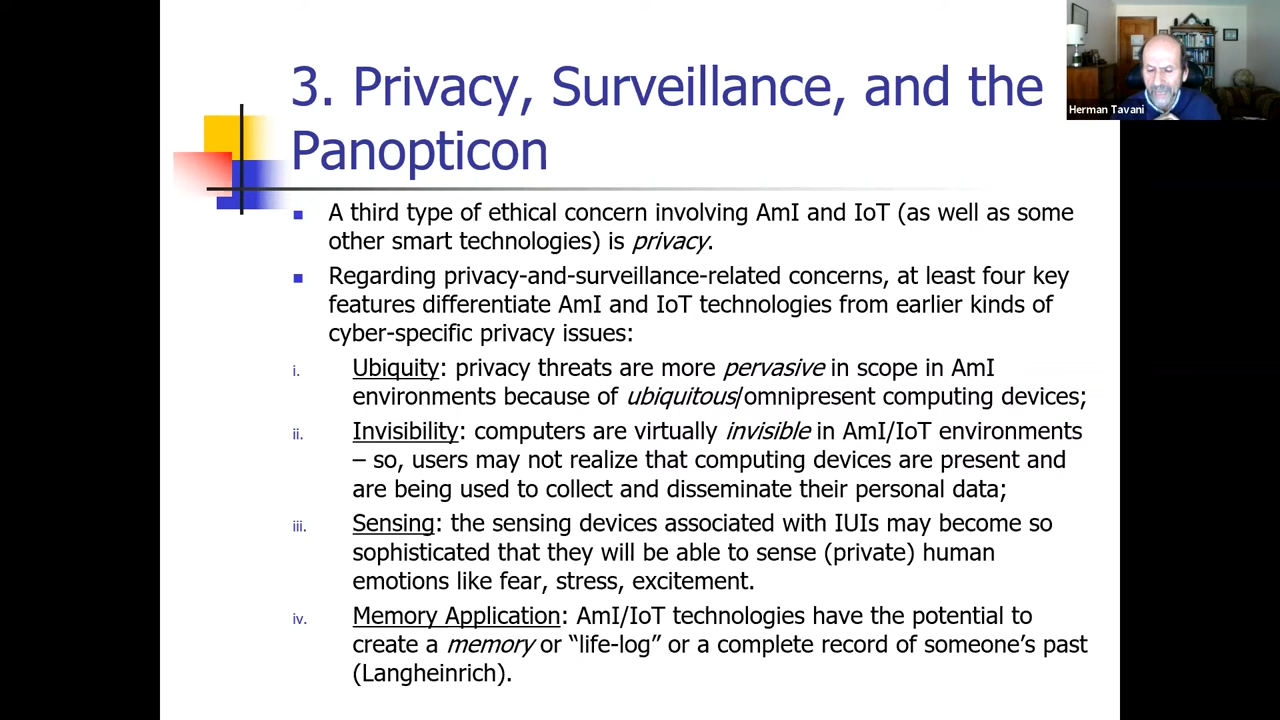 3. Privacy, Surveillance, and the
Panopticon
Herman Tavani
A third type of ethical concern involving AmI and IoT (as well as some
other smart technologies) is privacy.
Regarding privacy-and-surveillance-related concerns, at least four key
features differentiate AmI and IoT technologies from earlier kinds of
cyber-specific privacy issues:
i. Ubiquity: privacy threats are more pervasive in scope in AmI
environments because of ubiquitous/omnipresent computing devices;
ii. Invisibility: computers are virtually invisible in AmI/IoT environments
– so, users may not realize that computing devices are present and
are being used to collect and disseminate their personal data;
iii. Sensing: the sensing devices associated with IUIs may become so
sophisticated that they will be able to sense (private) human
emotions like fear, stress, excitement.
iv. Memory Application: AmI/IoT technologies have the potential to
create a memory or “life-log” or a complete record of someone’s past
(Langheinrich).